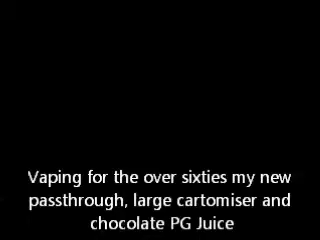 Vaping for the over sixties my new
passthrough, large cartomiser and
chocolate PG Juice